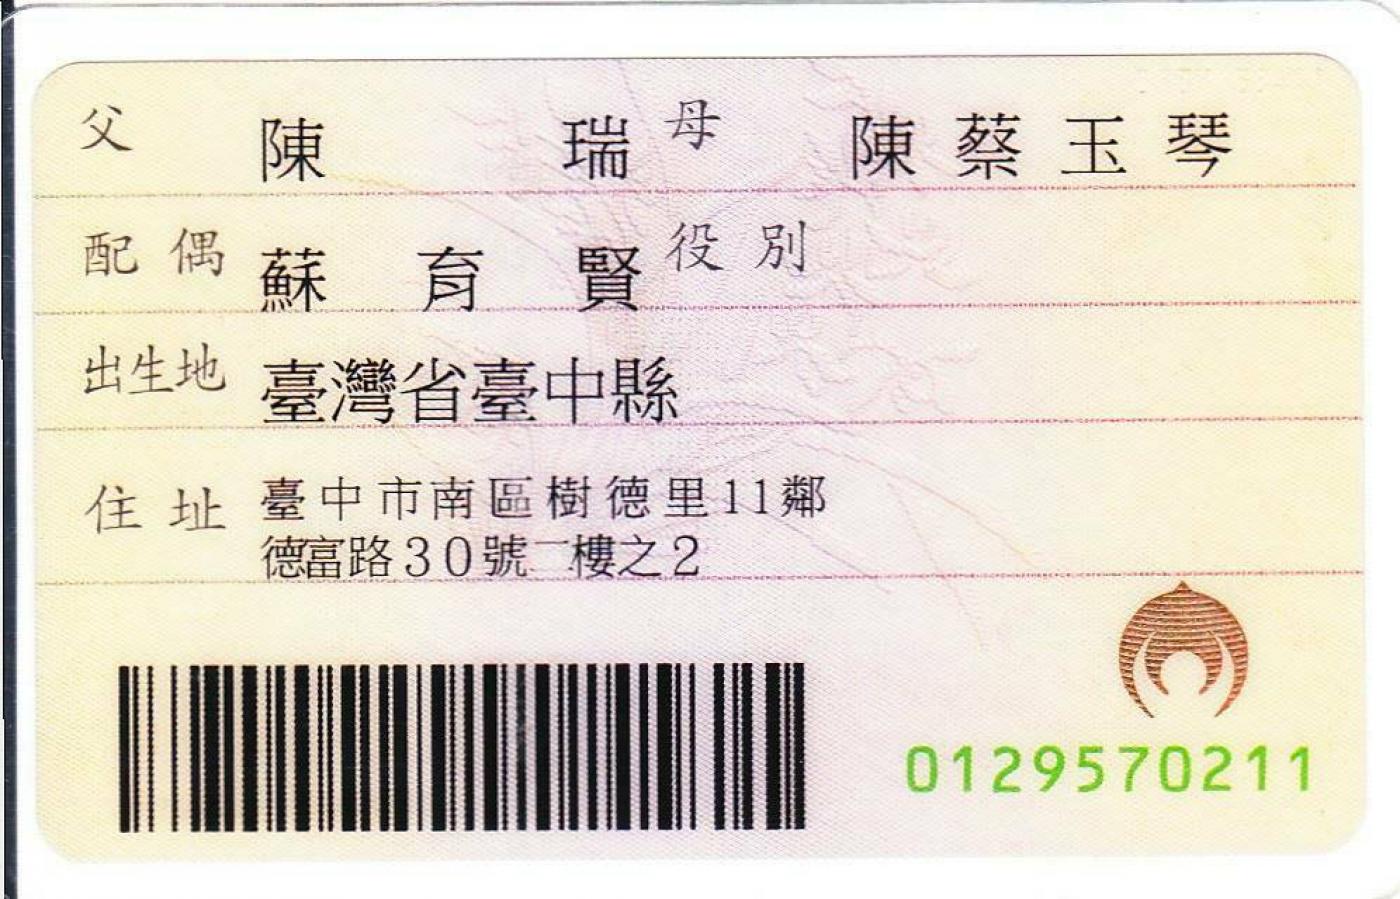 父 陳瑞 母 陳蔡玉琴
配偶 蘇育賢 役別
出生地 臺灣省臺中縣
住址 臺中市南區樹德里11鄰
德富路30號二樓之2
0129570211